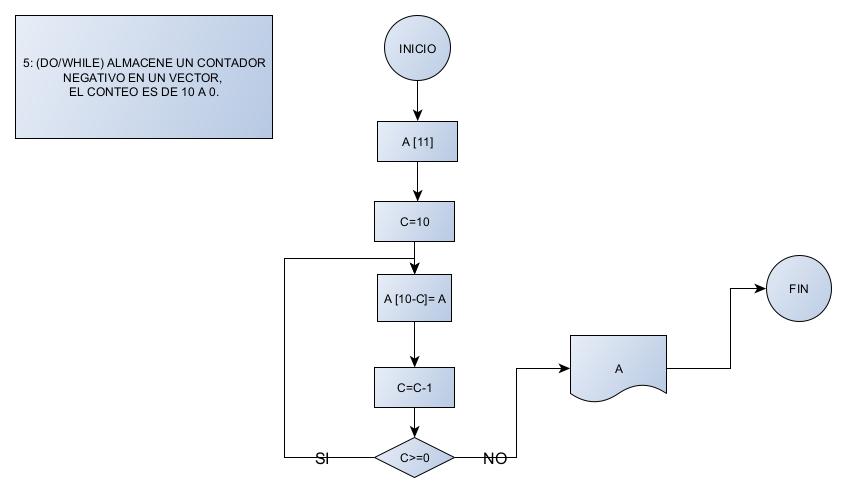 5: (DO/WHILE) ALMACENE UN CONTADOR
NEGATIVO EN UN VECTOR,
EL CONTEO ES DE 10 A 0.
INICIO
A [11]
C=10
A [10-C]= A
C=C-1
C>=0
SI
NO
A
FIN